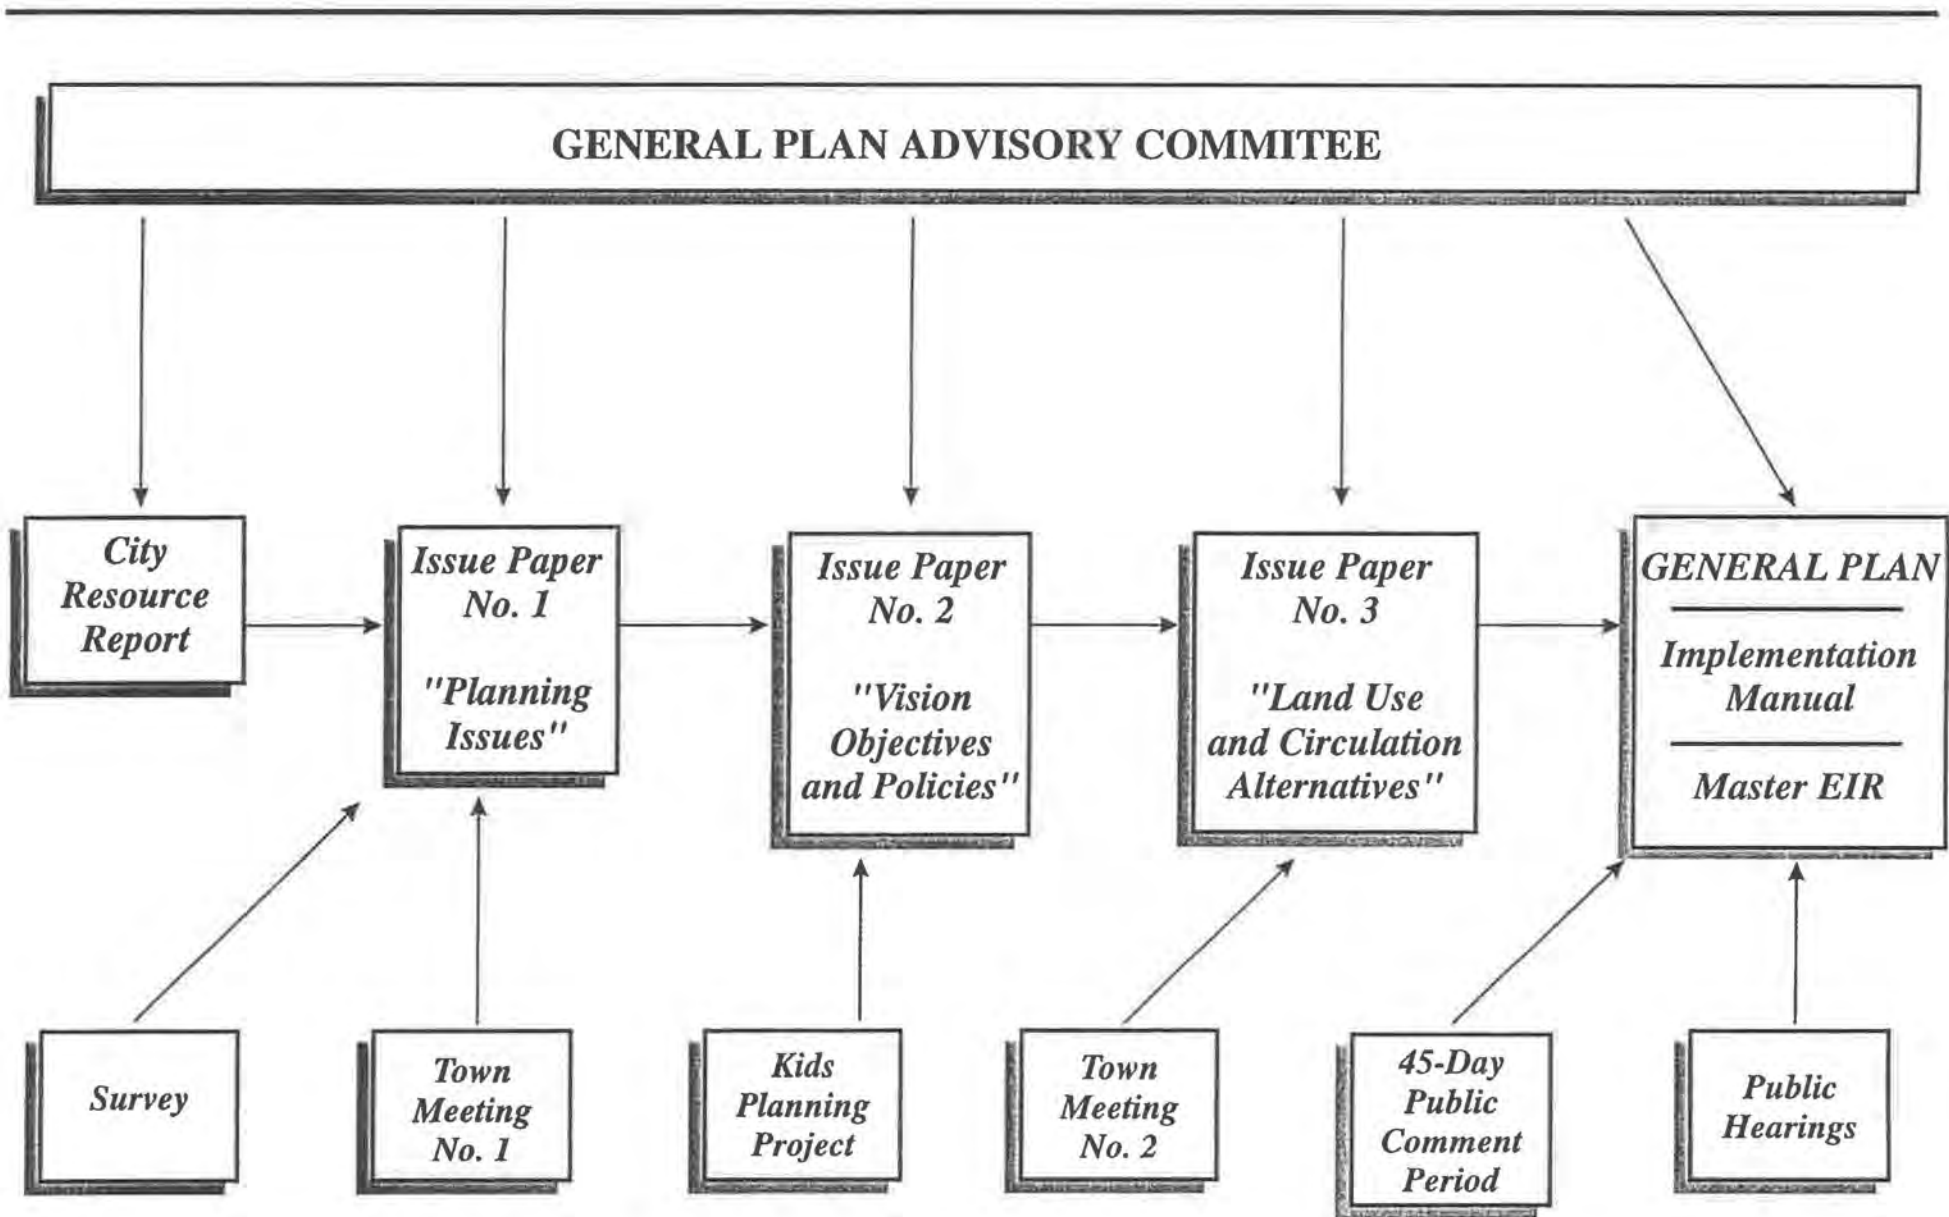 GENERAL PLAN ADVISORY COMMITEE
City
Resource
Report
Issue Paper
No. 1
"Planning
Issues"
Issue Paper
No. 2
"Vision
Objectives
and Policies"
Issue Paper
No. 3
"Land Use
and Circulation
Alternatives"
GENERAL PLAN
Implementation
Manual
Master EIR
Survey
Town
Meeting
No. 1
Kids
Planning
Project
Town
Meeting
No. 2
45-Day
Public
Comment
Period
Public
Hearings